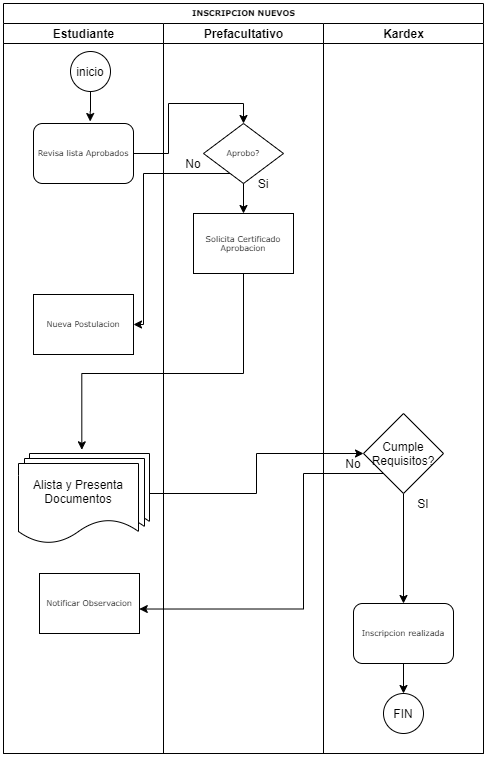 INSCRIPCION NUEVOS
Estudiante
Prefacultativo
Kardex
inicio
Revisa lista Aprobados
Aprobo?
No
Si
Solicita Certificado
Aprobacion
Nueva Postulacion
Cumple
Requisitos?
No
Alista y Presenta
Documentos
SI
Notificar Observacion
Inscripcion realizada
FIN